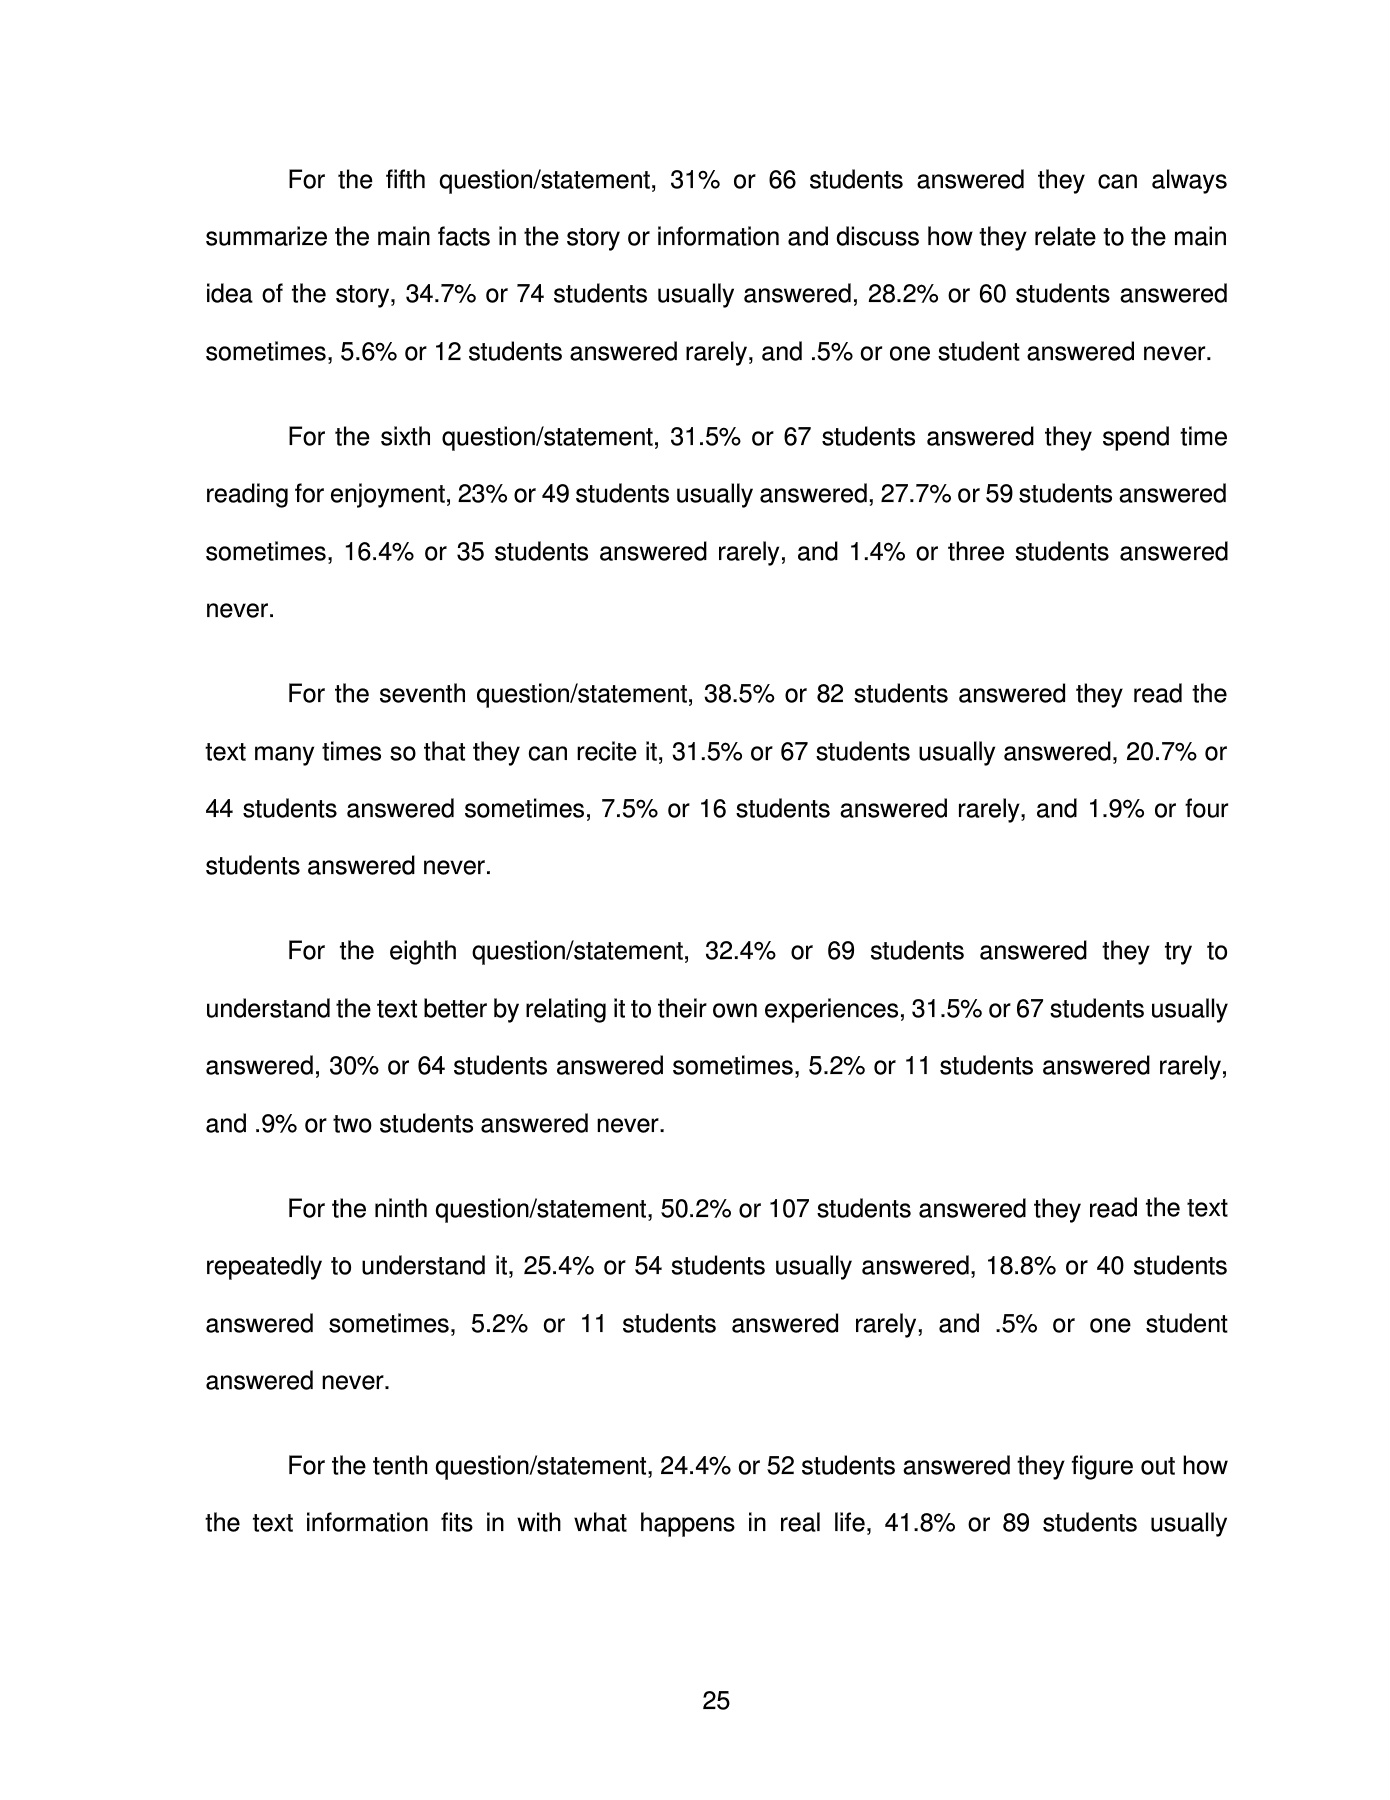 For the fifth question/statement, 31% or 66 students answered they can always
summarize the main facts in the story or information and discuss how they relate to the main
idea of the story, 34.7% or 74 students usually answered, 28.2% or 60 students answered
sometimes, 5.6% or 12 students answered rarely, and .5% or one student answered never.
For the sixth question/statement, 31.5% or 67 students answered they spend time
reading for enjoyment, 23% or 49 students usually answered, 27.7% or 59 students answered
sometimes, 16.4% or 35 students answered rarely, and 1.4% or three students answered
never.
For the seventh question/statement, 38.5% or 82 students answered they read the
text many times so that they can recite it, 31.5% or 67 students usually answered, 20.7% or
44 students answered sometimes, 7.5% or 16 students answered rarely, and 1.9% or four
students answered never.
For the eighth question/statement, 32.4% or 69 students answered they try to
understand the text better by relating it to their own experiences, 31.5% or 67 students usually
answered, 30% or 64 students answered sometimes, 5.2% or 11 students answered rarely,
and .9% or two students answered never.
For the ninth question/statement, 50.2% or 107 students answered they read the text
repeatedly to understand it, 25.4% or 54 students usually answered, 18.8% or 40 students
answered sometimes, 5.2% or 11 students answered rarely, and .5% or one student
answered never.
For the tenth question/statement, 24.4% or 52 students answered they figure out how
the text information fits in with what happens in real life, 41.8% or 89 students usually
25